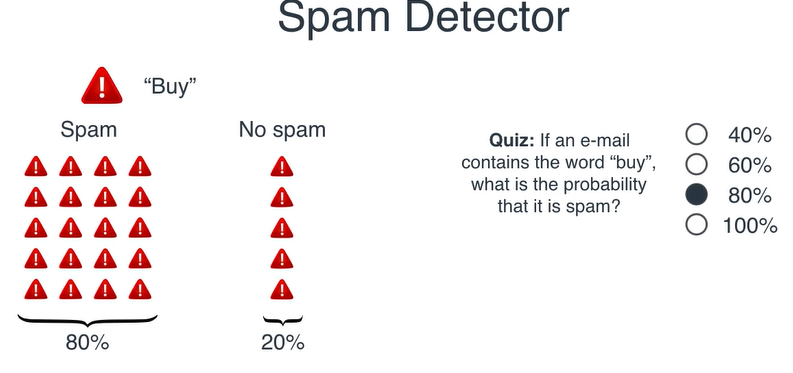 Spam Detector
“Buy”
Spam
No spam
80%
20%
Quiz: If an e-mail
contains the word “buy”,
what is the probability
that it is spam?
40%
60%
80%
100%